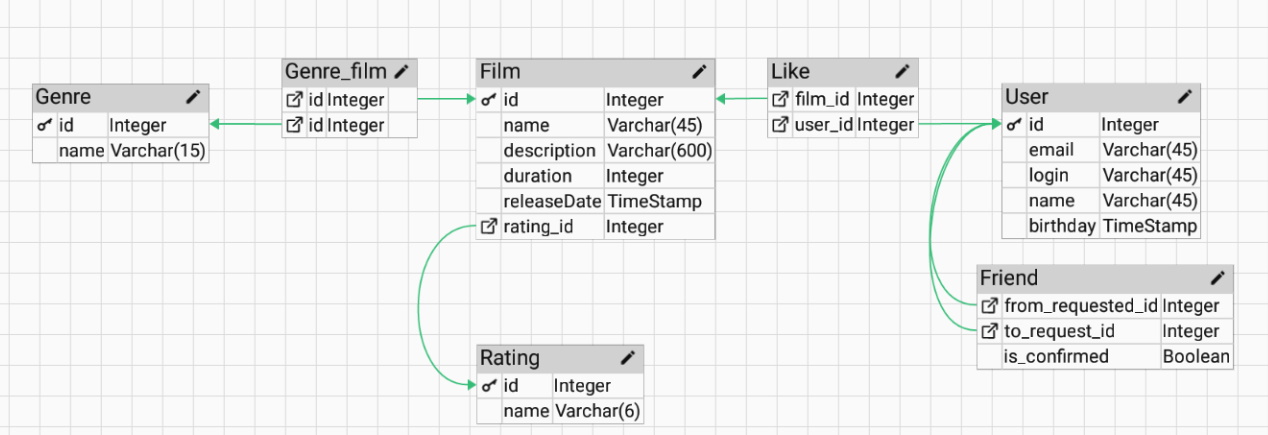 Genre
id Integer
name Varchar(15)
Genre_film
id Integer
id Integer
Film
id Integer
name Varchar(45)
description Varchar(600)
duration Integer
releaseDate TimeStamp
rating_id Integer
Like
film_id Integer
user_id Integer
User
id Integer
email Varchar(45)
login Varchar(45)
name Varchar(45)
birthday TimeStamp
Friend
from_requested_id Integer
to_request_id Integer
is_confirmed Boolean
Rating
id Integer
name Varchar(6)